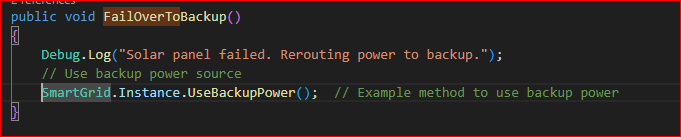 public void FailOverToBackup()
{
Debug.Log("Solar panel failed. Rerouting power to backup.");
// Use backup power source
SmartGrid.Instance.UseBackupPower();  // Example method to use backup power
}